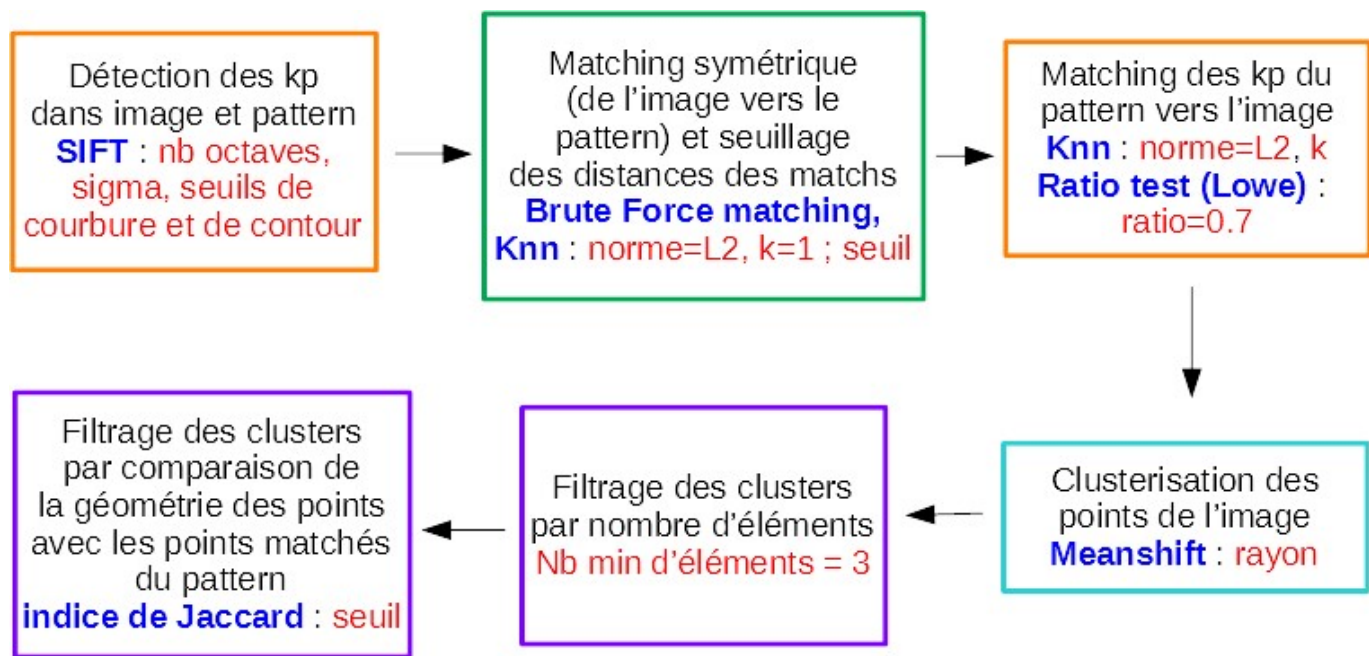 Détection des kp
dans image et pattern
SIFT : nb octaves,
sigma, seuils de
courbure et de contour
Matching symétrique
(de l'image vers le
pattern) et seuillage
des distances des matchs
Brute Force matching,
Knn : norme=L2, k=1 ; seuil
Matching des kp du
pattern vers l'image
Knn : norme=L2, k
Ratio test (Lowe) :
ratio=0.7
Clusterisation des
points de l'image
Meanshift : rayon
Filtrage des clusters
par nombre d'éléments
Nb min d'éléments = 3
Filtrage des clusters
par comparaison de
la géométrie des points
avec les points matchés
du pattern
indice de Jaccard : seuil